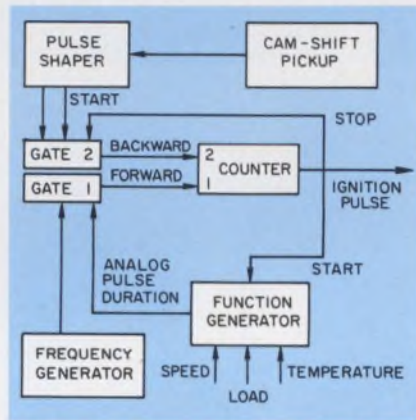 PULSE
SHAPER
CAM-SHIFT
PICKUP
START
STOP
GATE 2
BACKWARD
2
COUNTER
GATE 1
FORWARD
1
IGNITION
PULSE
ANALOG
PULSE
DURATION
START
FUNCTION
GENERATOR
FREQUENCY
GENERATOR
SPEED
LOAD
TEMPERATURE